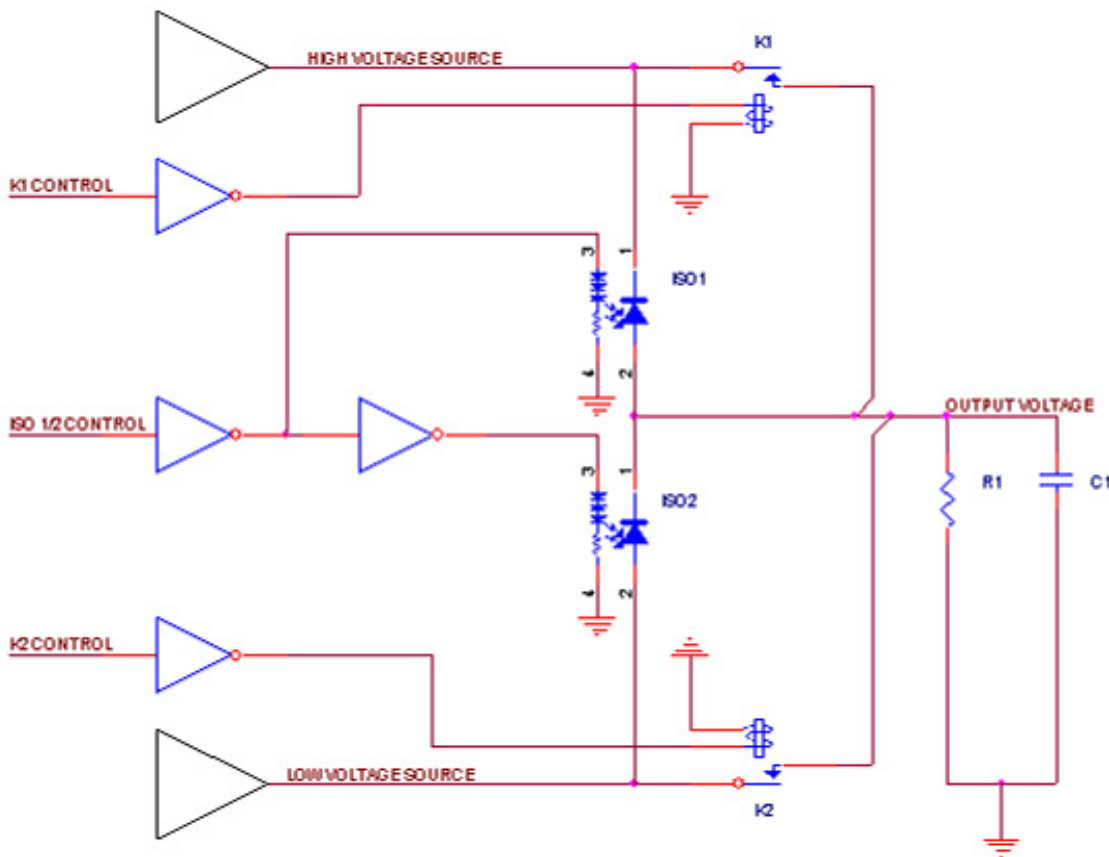 HIGH VOLTAGE SOURCE
K1
K1 CONTROL
3
1
ISO1
4
2
ISO 1/2 CONTROL
OUTPUT VOLTAGE
3
1
ISO2
R1
C1
4
2
K2 CONTROL
LOW VOLTAGE SOURCE
K2